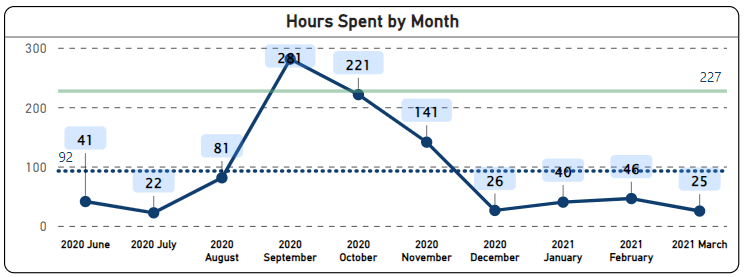 Hours Spent by Month
300
200
100
0
227
92
41
22
81
281
221
141
26
40
46
25
2020 June
2020 July
2020
August
2020
September
2020
October
2020
November
2020
December
2021
January
2021
February
2021 March